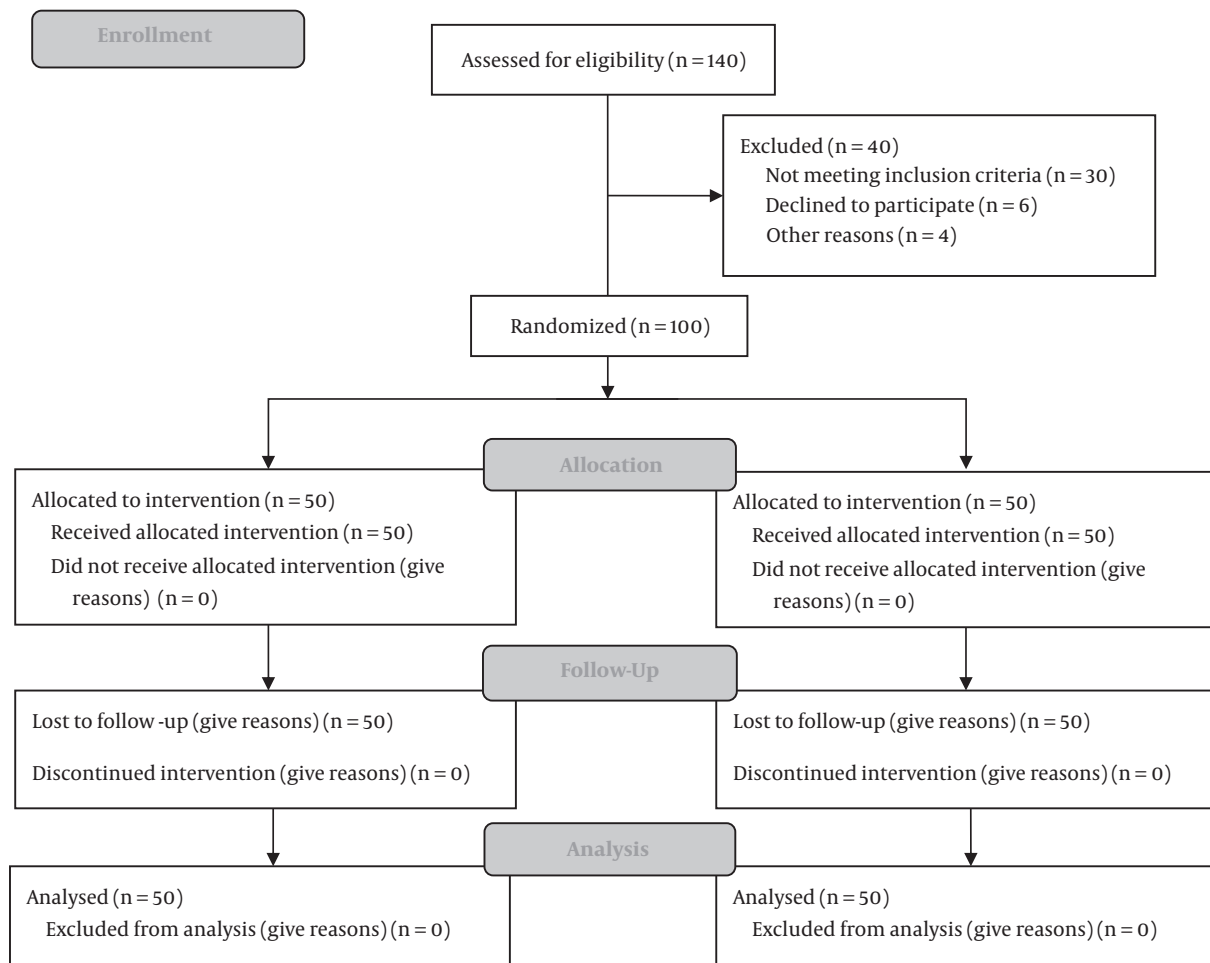 Enrollment
Assessed for eligibility (n = 140)
Excluded (n = 40)
Not meeting inclusion criteria (n = 30)
Declined to participate (n = 6)
Other reasons (n = 4)
Randomized (n = 100)
Allocation
Allocated to intervention (n = 50)
Received allocated intervention (n = 50)
Did not receive allocated intervention (give
reasons) (n = 0)
Allocated to intervention (n = 50)
Received allocated intervention (n = 50)
Did not receive allocated intervention (give
reasons) (n = 0)
Follow-Up
Lost to follow -up (give reasons) (n = 50)
Discontinued intervention (give reasons) (n = 0)
Lost to follow-up (give reasons) (n = 50)
Discontinued intervention (give reasons) (n = 0)
Analysis
Analysed (n = 50)
Excluded from analysis (give reasons) (n = 0)
Analysed (n = 50)
Excluded from analysis (give reasons) (n = 0)